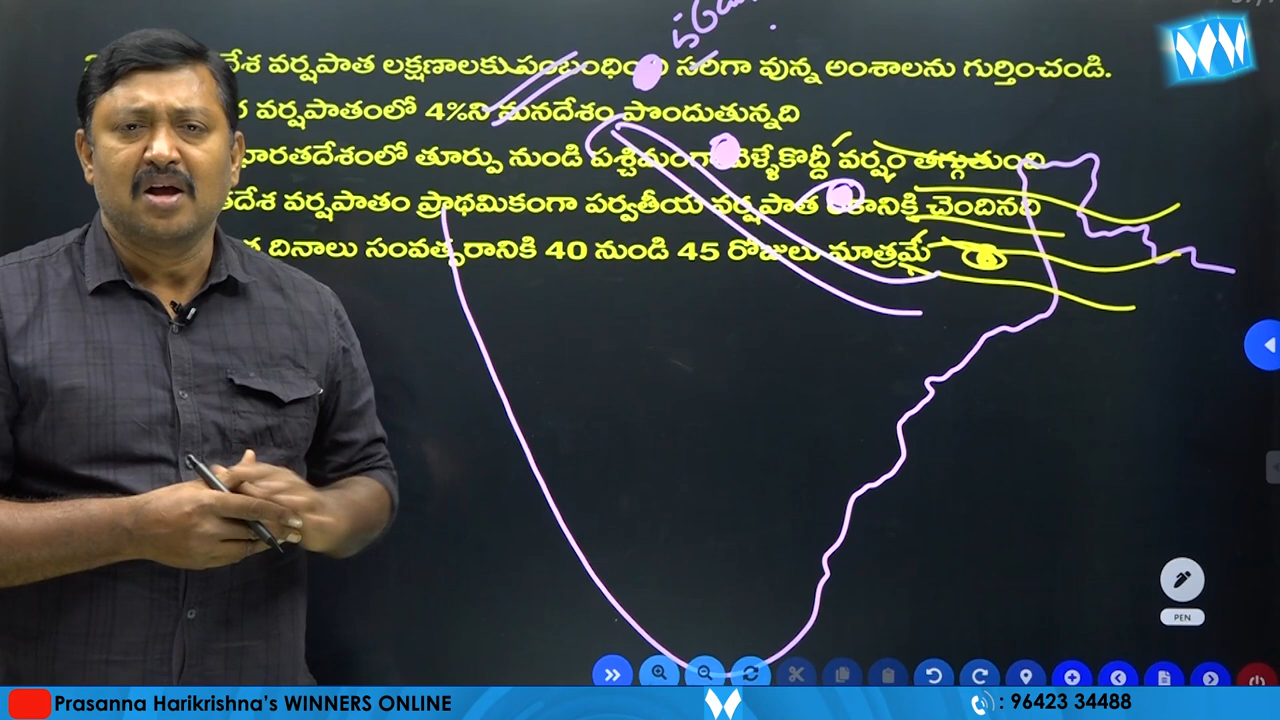 దేశ వర్షపాత లక్షణాలకు సంబంధించి సరిగా వున్న అంశాలను గుర్తించండి.
వర్షపాతంలో 4%ని మనదేశం పొందుతున్నది
భారతదేశంలో తూర్పు నుండి పశ్చిమంగా వెళ్ళేకొద్దీ వర్షం తగ్గుతుంది
వర్షపాతం ప్రాథమికంగా పర్వతీయ వర్షపాత రకానికి చెందినది
దినాలు సంవత్సరానికి 40 నుండి 45 రోజులు మాత్రమే
PEN
Prasanna Harikrishna's WINNERS ONLINE
: 96423 34488